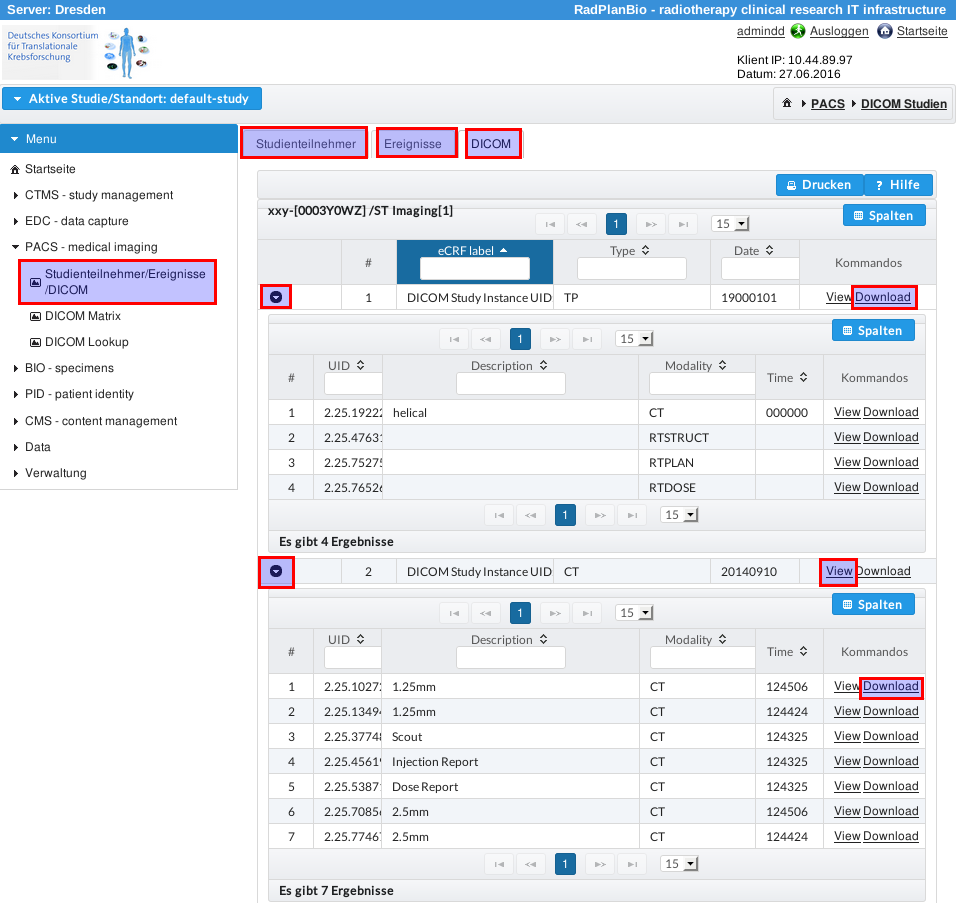 Server: Dresden RadPlanBio - radiotherapy clinical research IT infrastructure
Deutsches Konsortium
für Translationale
Krebsforschung
admindd Ausloggen Startseite
Klient IP: 10.44.89.97
Datum: 27.06.2016
Aktive Studie/Standort: default-study
PACS DICOM Studien
Menu
Startseite
CTMS - study management
EDC - data capture
PACS - medical imaging
Studienteilnehmer/Ereignisse
/DICOM
DICOM Matrix
DICOM Lookup
BIO - specimens
PID - patient identity
CMS - content management
Data
Verwaltung
Studienteilnehmer Ereignisse DICOM
Drucken ? Hilfe
xxy-[0003Y0WZ] /ST Imaging[1]
1 15 Spalten
# eCRF label Type Date Kommandos
1 DICOM Study Instance UID TP 19000101 View Download
1 15 Spalten
# UID Description Modality Time Kommandos
1 2.25.19222 helical CT 000000 View Download
2 2.25.47631 RTSTRUCT View Download
3 2.25.75275 RTPLAN View Download
4 2.25.76526 RTDOSE View Download
1 15
Es gibt 4 Ergebnisse
2 DICOM Study Instance UID CT 20140910 View Download
1 15 Spalten
# UID Description Modality Time Kommandos
1 2.25.10272 1.25mm CT 124506 View Download
2 2.25.13494 1.25mm CT 124424 View Download
3 2.25.37748 Scout CT 124325 View Download
4 2.25.45619 Injection Report CT 124325 View Download
5 2.25.53871 Dose Report CT 124325 View Download
6 2.25.70856 2.5mm CT 124506 View Download
7 2.25.77467 2.5mm CT 124424 View Download
1 15
Es gibt 7 Ergebnisse